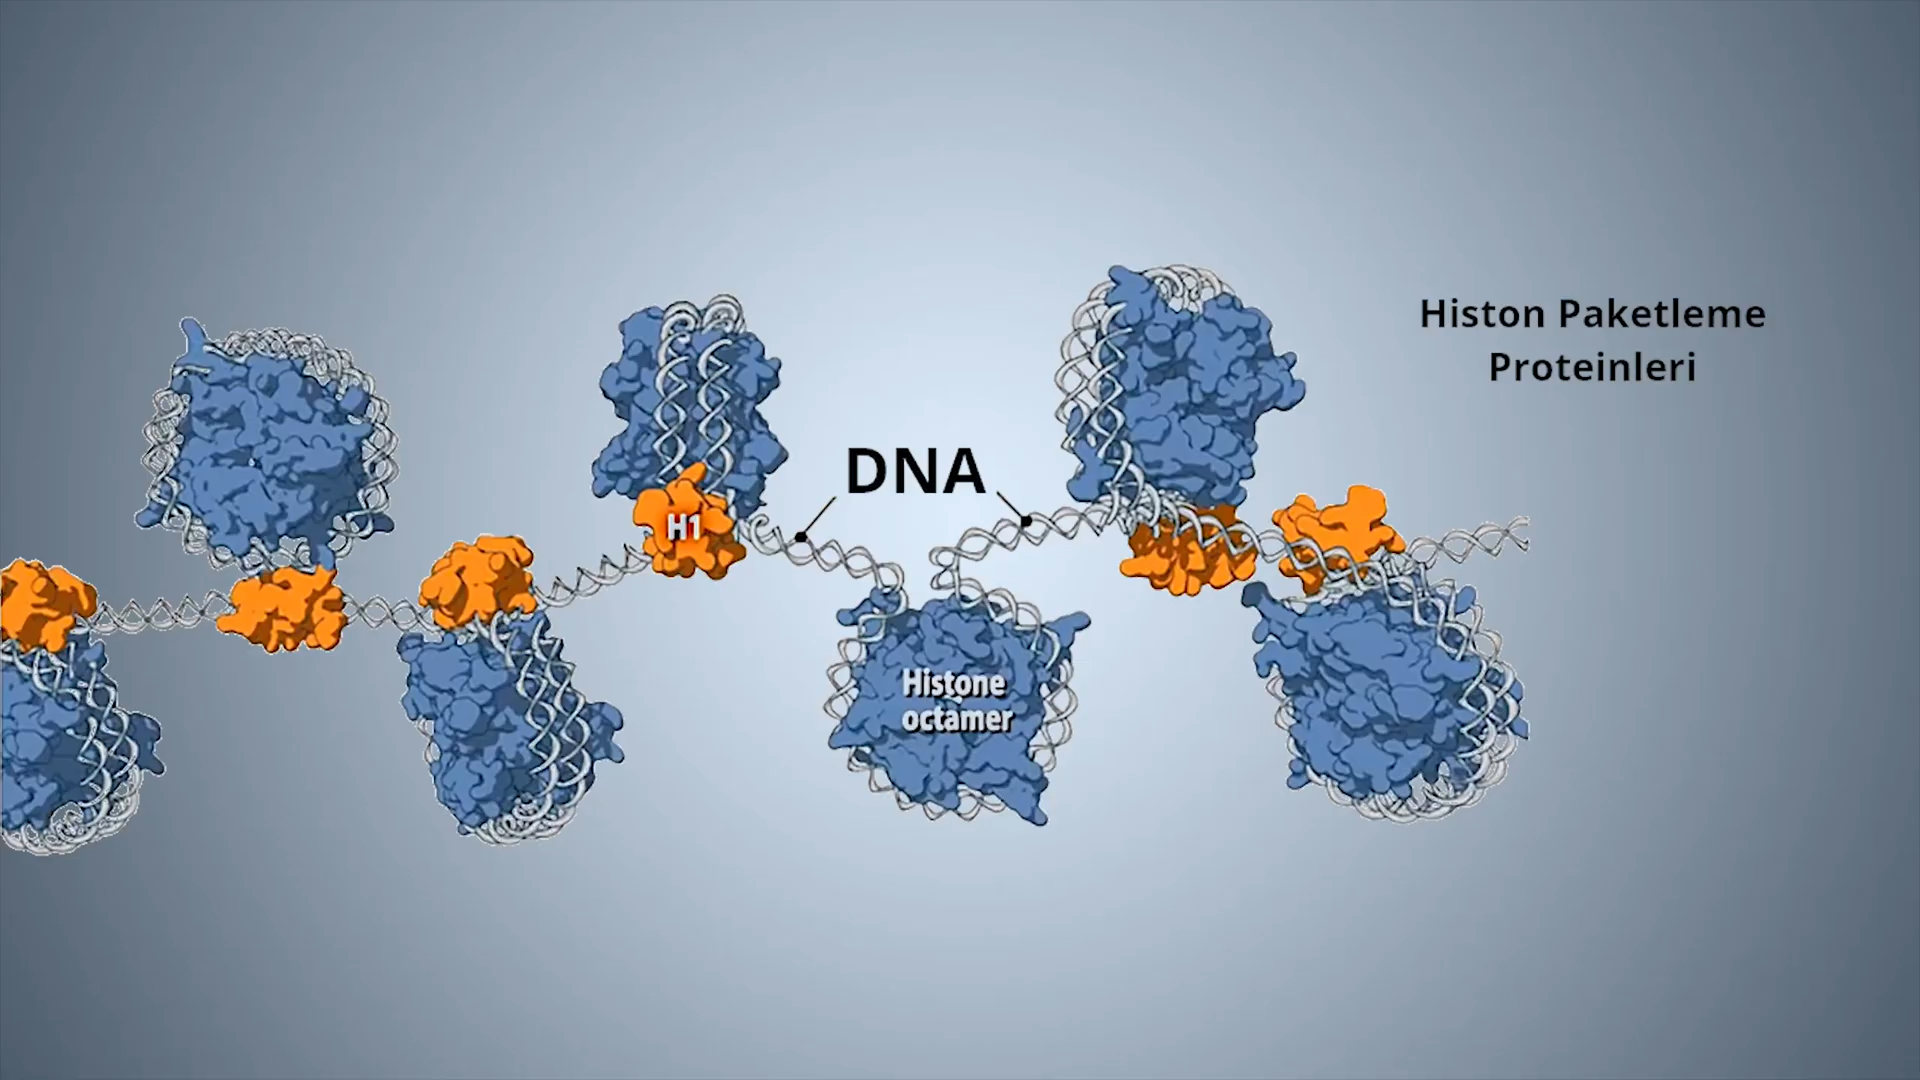 Histon Paketleme
Proteinleri
DNA
H1
Histone
octamer